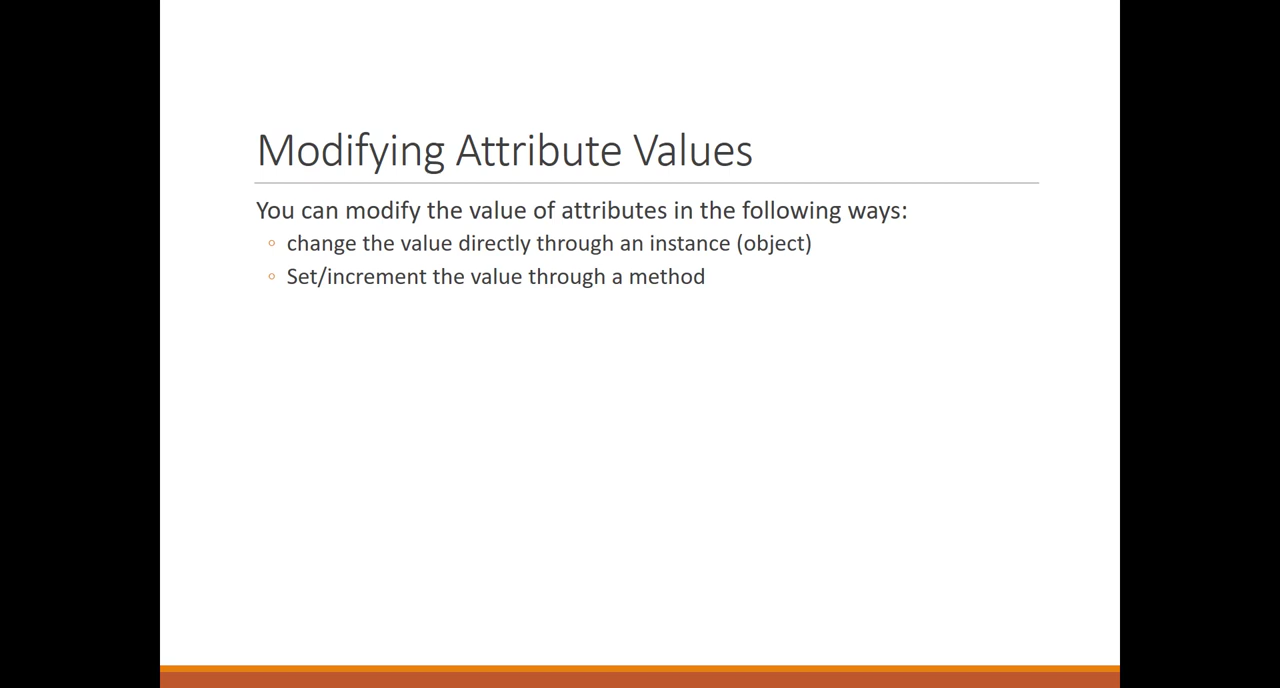 Modifying Attribute Values
You can modify the value of attributes in the following ways:
◦ change the value directly through an instance (object)
◦ Set/increment the value through a method